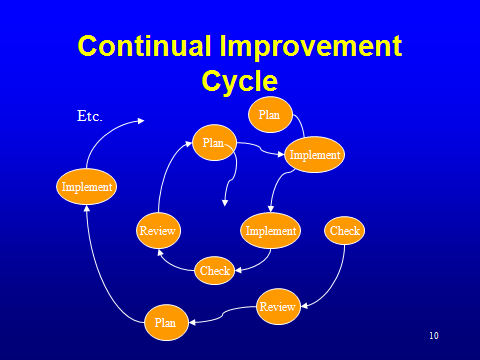 Continual Improvement
Cycle
Etc.
Plan
Plan
Implement
Implement
Review
Implement
Check
Check
Review
Plan
10